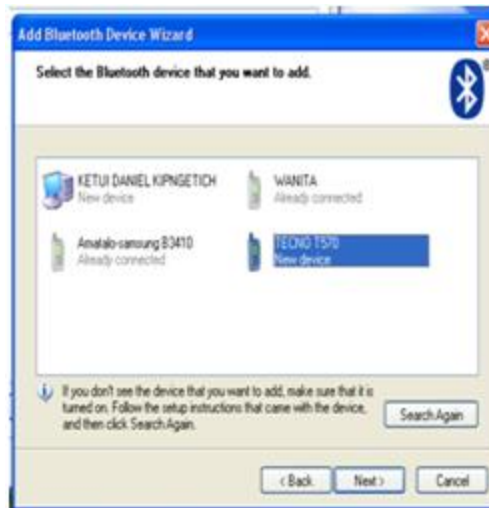 Add Bluetooth Device Wizard
Select the Bluetooth device that you want to add.
KETUI DANIEL KIPNGETICH
New device
WANITA
Already connected
Amatalo-samsung B3410
Already connected
TECNO T570
New device
If you don't see the device that you want to add, make sure that it is
turned on. Follow the setup instructions that came with the device,
and then click Search Again.
Search Again
< Back
Next >
Cancel